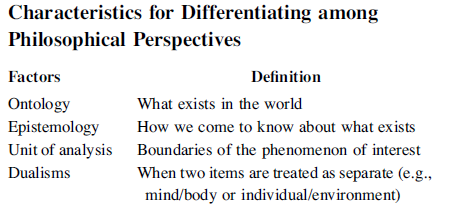 Characteristics for Differentiating among
Philosophical Perspectives
Factors Definition
Ontology What exists in the world
Epistemology How we come to know about what exists
Unit of analysis Boundaries of the phenomenon of interest
Dualisms When two items are treated as separate (e.g.,
mind/body or individual/environment)